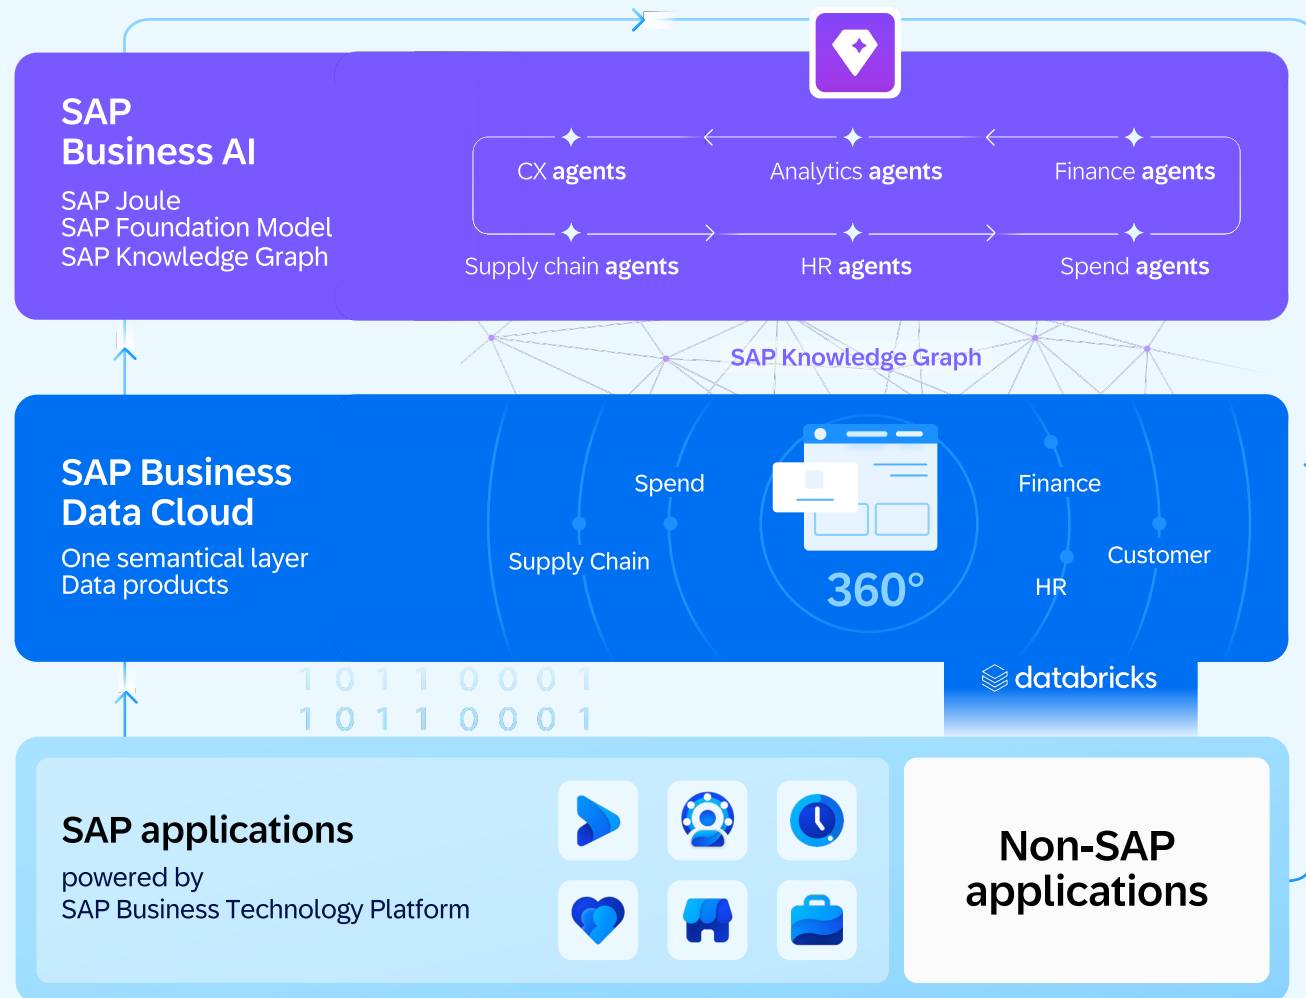 SAP
Business AI
SAP Joule
SAP Foundation Model
SAP Knowledge Graph
CX agents
Analytics agents
Finance agents
Supply chain agents
HR agents
Spend agents
SAP Knowledge Graph
SAP Business
Data Cloud
One semantical layer
Data products
Spend
Supply Chain
360°
Finance
Customer
HR
databricks
1 0 1 1 0 0 0 1
1 0 1 1 0 0 0 1
SAP applications
powered by
SAP Business Technology Platform
Non-SAP
applications